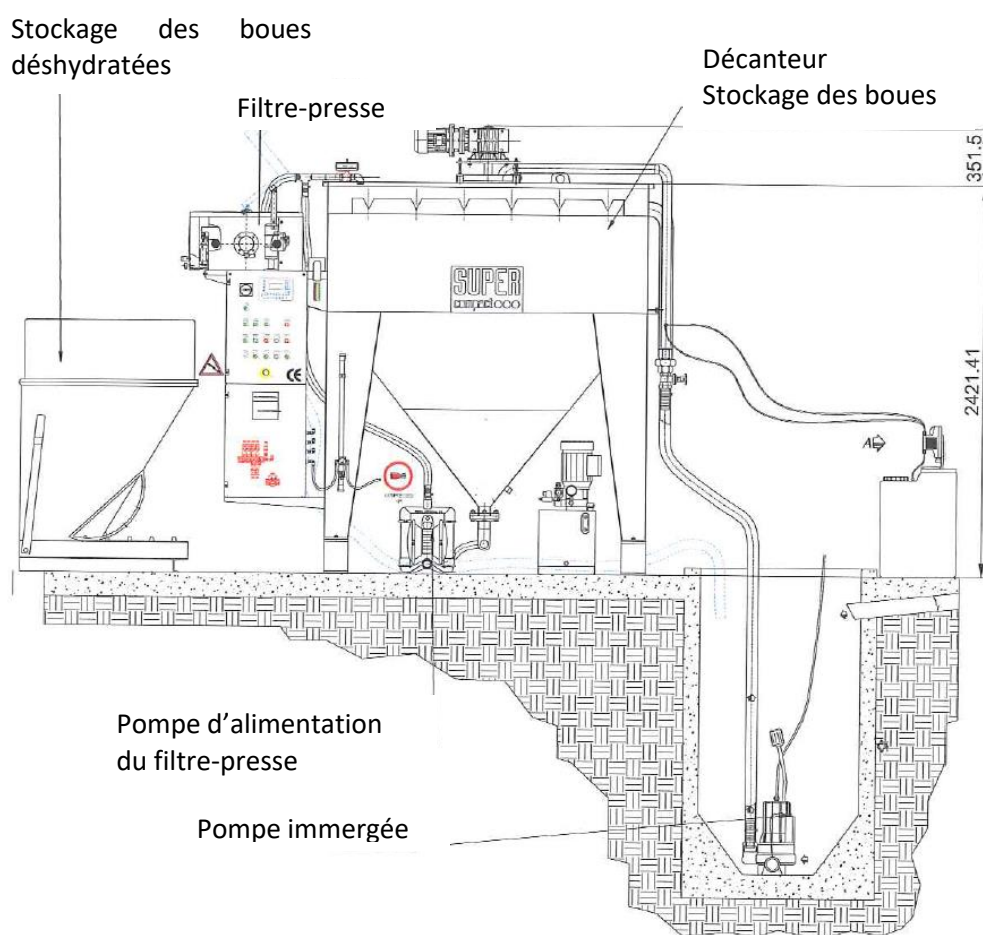 Stockage des boues
déshydratées
Filtre-presse
Décanteur
Stockage des boues
351.5
SUPER
compact
2421.41
CE
A
Pompe d’alimentation
du filtre-presse
Pompe immergée